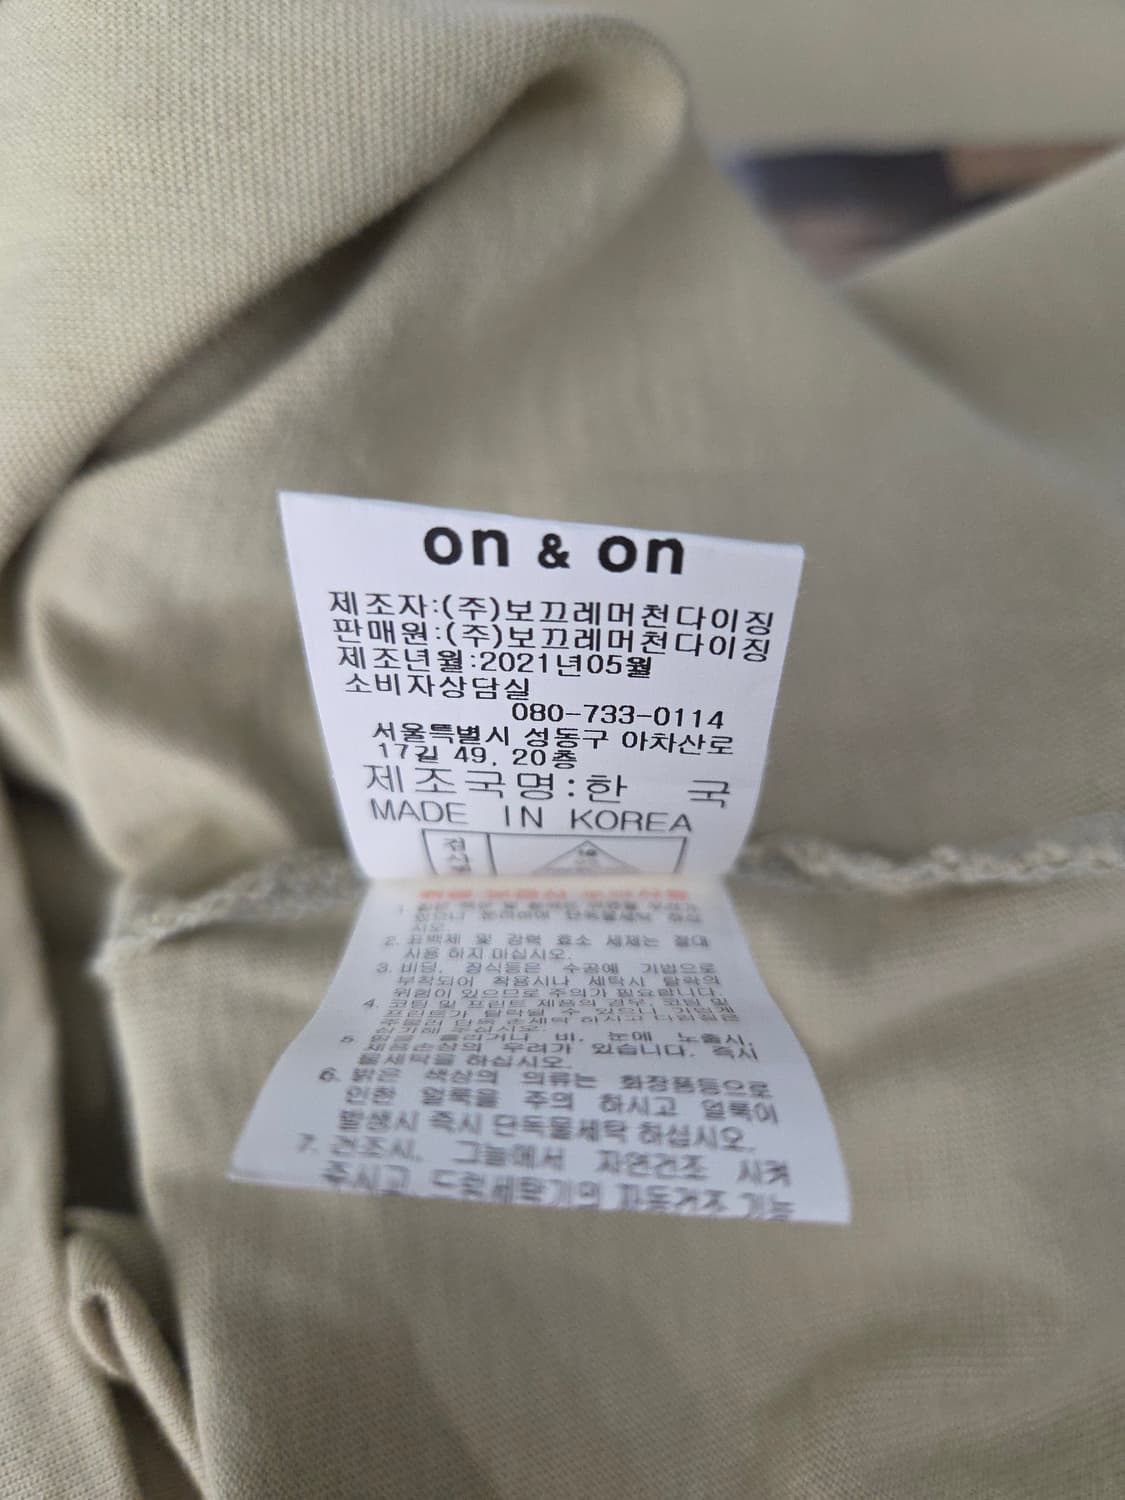 on & on
제조자:(주)보끄레머천다이징
판매원:(주)보끄레머천다이징
제조년월:2021년05월
소비자상담실
080-733-0114
서울특별시 성동구 아차산로
17길 49, 20층
제조국명:한 국
MADE IN KOREA
검
2. 표백제 및 강력 효소 세제는 절대
사용 하지 마십시오.
3. 비딩, 장식등은 수공예 기법으로
부착되어 착용시나 세탁시 탈락의
위험이 있으므로 주의가 필요합니다.
4. 코팅 및 프린트 제품의 경우, 코팅 및
프린트가 탈락될 수 있으니
5. 비, 눈에 노출시,
우려가 있습니다. 즉시
물세탁을 하십시오.
6. 밝은 색상의 의류는 화장품등으로
인한 얼룩을 주의 하시고 얼룩이
발생시 즉시 단독물세탁 하십시오.
7. 건조시, 그늘에서 자연건조 시켜
주시고 드럼세탁기의 자동건조 기능